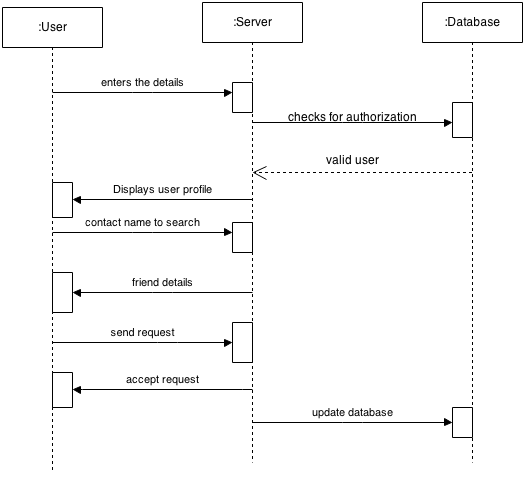 :User
:Server
:Database
enters the details
checks for authorization
valid user
Displays user profile
contact name to search
friend details
send request
accept request
update database